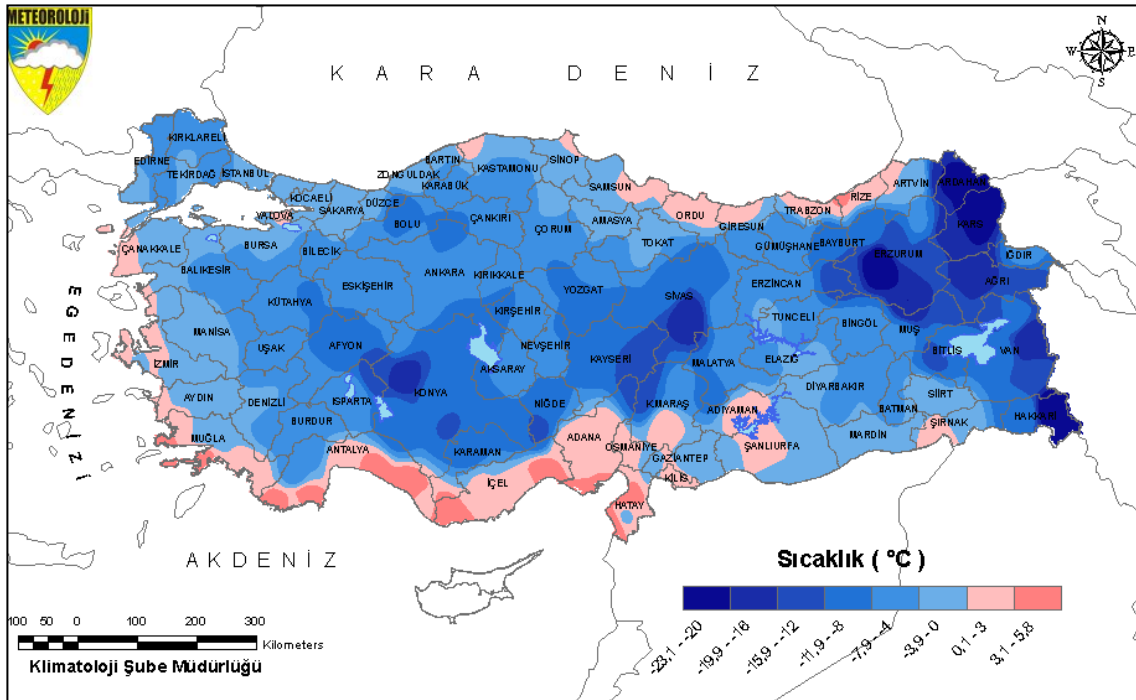 METEOROLOJİ
K A R A D E N İ Z
N
W E
S
KIRKLARELİ
EDİRNE
TEKİRDAĞ
İSTANBUL
BARTIN
ZONGULDAK
KASTAMONU
SİNOP
KARABÜK
SAMSUN
KOCAELİ
SAKARYA
DÜZCE
YALOVA
BOLU
ÇANKIRI
ÇORUM
AMASYA
ORDU
GİRESUN
TRABZON
RİZE
ARTVİN
ARDAHAN
KARS
ÇANAKKALE
BURSA
BİLECİK
TOKAT
GÜMÜŞHANE
BAYBURT
ERZURUM
IĞDIR
BALIKESİR
ANKARA
KIRIKKALE
ESKİŞEHİR
YOZGAT
SİVAS
ERZİNCAN
AĞRI
KÜTAHYA
KIRŞEHİR
TUNCELİ
BİNGÖL
MUŞ
MANİSA
UŞAK
AFYON
NEVŞEHİR
KAYSERİ
MALATYA
ELAZIĞ
BİTLİS
VAN
İZMİR
AKSARAY
DİYARBAKIR
AYDIN
DENİZLİ
ISPARTA
KONYA
NİĞDE
K.MARAŞ
ADIYAMAN
BATMAN
SİİRT
HAKKARİ
BURDUR
MUĞLA
ANTALYA
KARAMAN
ADANA
OSMANİYE
GAZİANTEP
ŞANLIURFA
MARDİN
ŞIRNAK
İÇEL
KİLİS
HATAY
E G E D E N İ Z İ
A K D E N İ Z
Sıcaklık ( °C )
-23,1 - -20
-19,9 - -16
-15,9 - -12
-11,9 - -8
-7,9 - -4
-3,9 - 0
0,1 - 3
3,1 - 5,8
100 50 0 100 200 300
Kilometers
Klimatoloji Şube Müdürlüğü